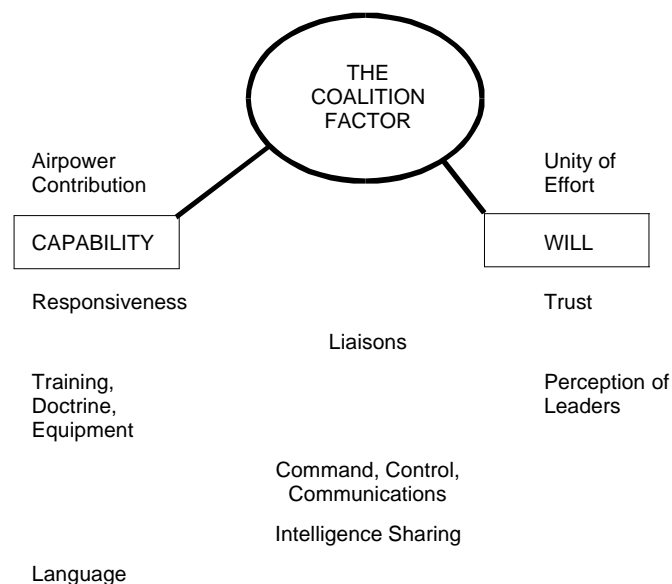 THE
COALITION
FACTOR
Airpower
Contribution
Unity of
Effort
CAPABILITY
WILL
Responsiveness
Trust
Liaisons
Training,
Doctrine,
Equipment
Perception of
Leaders
Command, Control,
Communications
Intelligence Sharing
Language